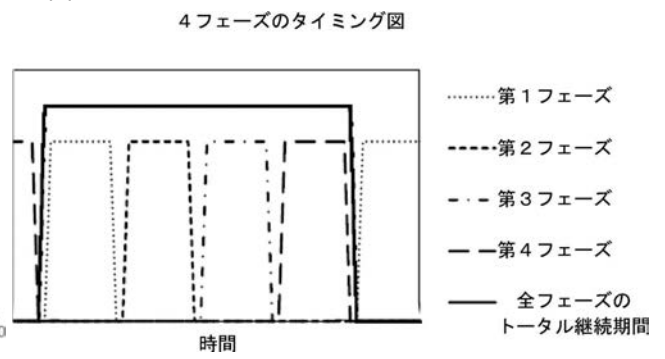 4フェーズのタイミング図
第1フェーズ
第2フェーズ
第3フェーズ
第4フェーズ
全フェーズの
トータル継続期間
0
時間